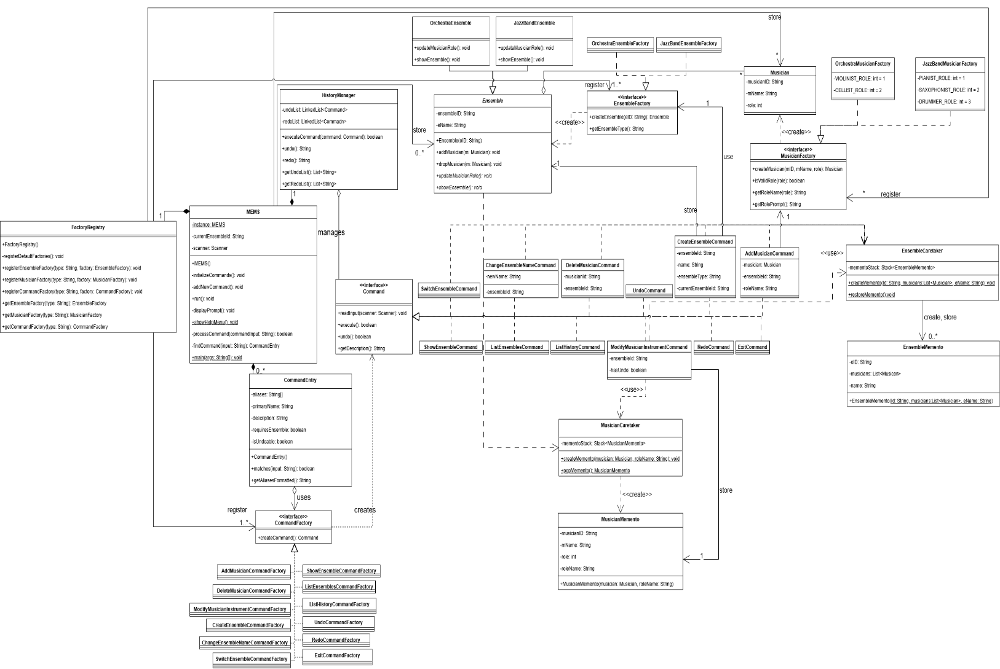 store
OrchestraEnsemble
+updateMusicianRole(): void
+showEnsemble(): void
JazzBandEnsemble
+updateMusicianRole(): void
+showEnsemble(): void
OrchestraEnsembleFactory
JazzBandEnsembleFactory
*
Musician
-musicianID: String
-mName: String
-role: int
*
OrchestraMusicianFactory
-VIOLINIST_ROLE: int = 1
-CELLIST_ROLE: int = 2
JazzBandMusicianFactory
-PIANIST_ROLE: int = 1
-SAXOPHONIST_ROLE: int = 2
-DRUMMER_ROLE: int = 3
register
1..*
HistoryManager
-undoList: LinkedList<Command>
-redoList: LinkedList<Commadn>
+executeCommand(command: Command): boolean
+undo(): String
+redo(): String
+getUndoList(): List<String>
+getRedoList(): List<String>
1
store
0..*
Ensemble
-ensembleID: String
-eName: String
+Ensemble(eID: String)
+addMusician(m: Musician): void
+dropMusician(m: Musician): void
+updateMusicianRole(): void
+showEnsemble(): void
<<create>>
<<interface>>
EnsembleFactory
+createEnsemble(eID: String): Ensemble
+getEnsembleType(): String
1
use
1
store
<<create>>
<<interface>>
MusicianFactory
+createMusician(mID, mName, role): Musician
+isValidRole(role): boolean
+getRoleName(role): String
+getRolePrompt(): String
*
register
1
1
FactoryRegistry
+FactoryRegistry()
-registerDefaultFactories(): void
+registerEnsembleFactory(type: String, factory: EnsembleFactory): void
+registerMusicianFactory(type: String, factory: MusicianFactory): void
+registerCommandFactory(type: String, factory: CommandFactory): void
+getEnsembleFactory(type: String): EnsembleFactory
+getMusicianFactory(type: String): MusicianFactory
+getCommandFactory(type: String): CommandFactory
MEMS
-instance: MEMS
-currentEnsembleId: String
-scanner: Scanner
+MEMS()
-initializeCommands(): void
-addNewCommand(): void
+run(): void
-displayPrompt(): void
+showHelpMenu(): void
-processCommand(commandInput: String): boolean
-findCommand(input: String): CommandEntry
+main(args: String[]): void
manages
<<interface>>
Command
+readInput(scanner: Scanner): void
+execute(): boolean
+undo(): boolean
+getDescription(): String
SwitchEnsembleCommand
ChangeEnsembleNameCommand
-newName: String
-ensembleId: String
DeleteMusicianCommand
-musicianId: String
-ensembleId: String
UndoCommand
CreateEnsembleCommand
-ensembleId: String
-name: String
-ensembleType: String
-currentEnsembleId: String
AddMusicianCommand
-musician: Musician
-ensembleId: String
-roleName: String
<<use>>
EnsembleCaretaker
-mementoStack: Stack<EnsembleMemento>
+createMemento(Id: String, musicians:List<Musician>, eName: String): void
+restoreMemento():void
create, store
0..*
EnsembleMemento
-eID: String
-musicians: List<Musican>
-name: String
+EnsembleMemento(Id: String, musicians:List<Musician>, eName: String)
ShowEnsembleCommand
ListEnsemblesCommand
ListHistoryCommand
ModifyMusicianInstrumentCommand
-ensembleId: String
-hasUndo: boolean
RedoCommand
ExitCommand
<<use>>
MusicianCaretaker
-mementoStack: Stack<MusicianMemento>
+createMemento(musician: Musician, roleName: String): void
+popMemento(): MusicianMemento
<<create>>
store
MusicianMemento
-musicianID: String
-mName: String
-role: int
-roleName: String
+MusicianMemento(musician: Musician, roleName: String)
1
0..*
CommandEntry
-aliases: String[]
-primaryName: String
-description: String
-requiresEnsemble: boolean
-isUndoable: boolean
+CommandEntry()
+matches(input: String): boolean
+getAliasesFormatted(): String
uses
register
1..*
creates
<<interface>>
CommandFactory
+createCommand(): Command
AddMusicianCommandFactory
ShowEnsembleCommandFactory
DeleteMusicianCommandFactory
ListEnsemblesCommandFactory
ModifyMusicianInstrumentCommandFactory
ListHistoryCommandFactory
CreateEnsembleCommandFactory
UndoCommandFactory
ChangeEnsembleNameCommandFactory
RedoCommandFactory
SwitchEnsembleCommandFactory
ExitCommandFactory